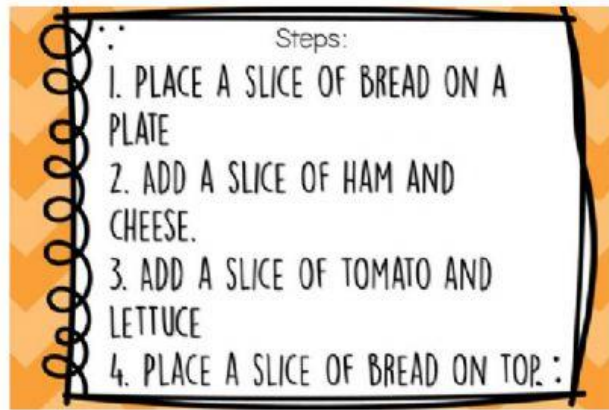 Steps:
1. PLACE A SLICE OF BREAD ON A
PLATE
2. ADD A SLICE OF HAM AND
CHEESE.
3. ADD A SLICE OF TOMATO AND
LETTUCE
4. PLACE A SLICE OF BREAD ON TOP.